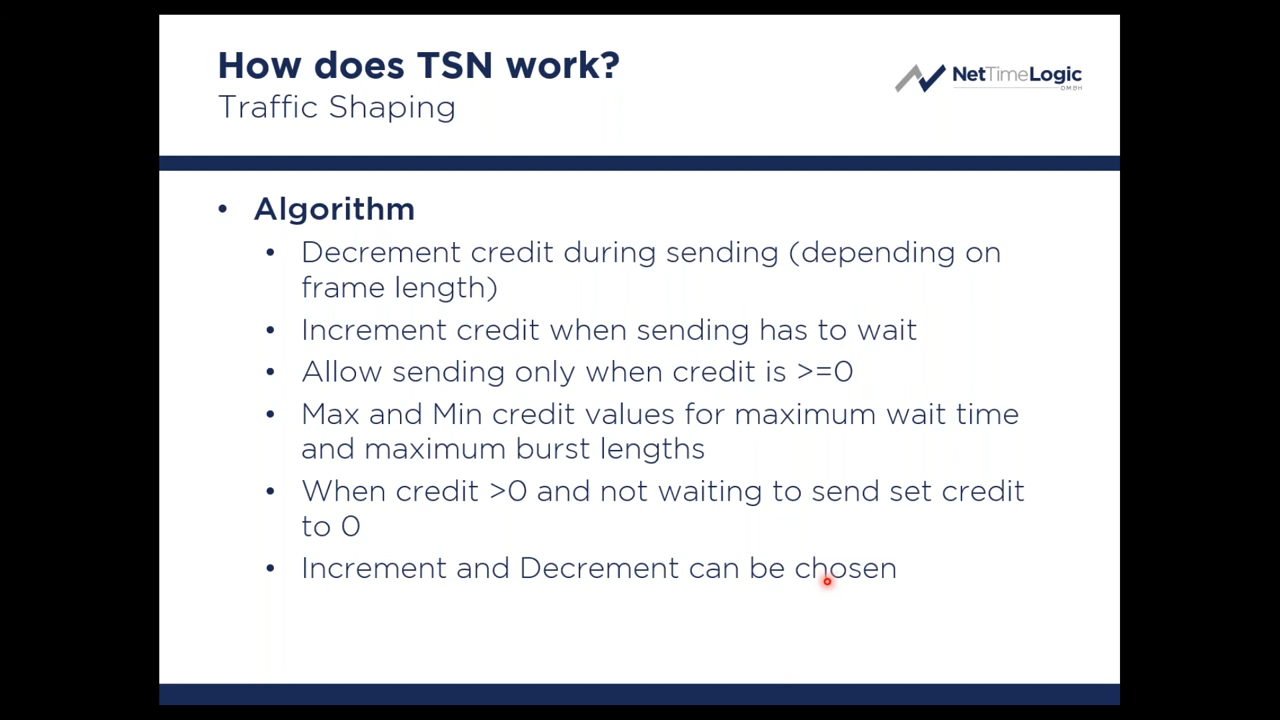 How does TSN work?
Traffic Shaping
NetTimeLogic
GMBH
• Algorithm
• Decrement credit during sending (depending on
frame length)
• Increment credit when sending has to wait
• Allow sending only when credit is >=0
• Max and Min credit values for maximum wait time
and maximum burst lengths
• When credit >0 and not waiting to send set credit
to 0
• Increment and Decrement can be chosen